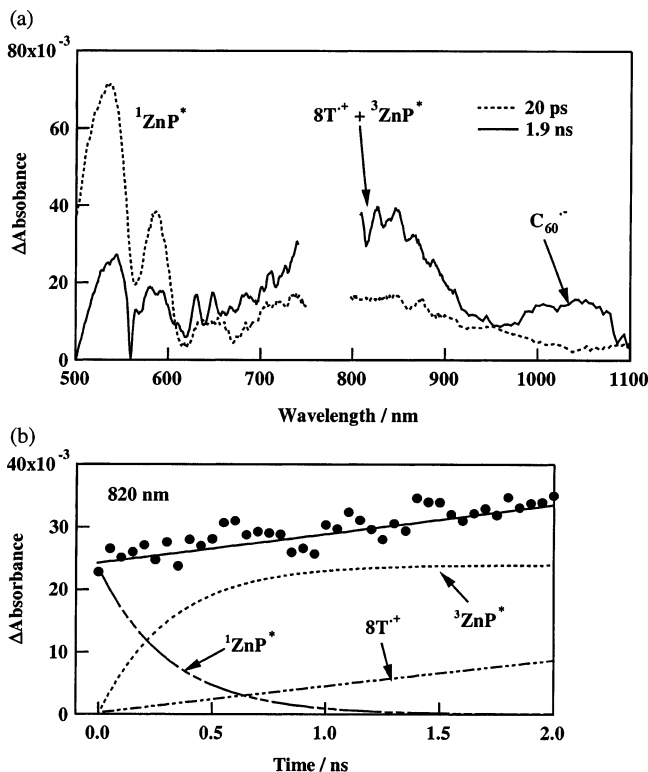 (a)
80x10-3
60
40
20
0
ΔAbsobance
1ZnP*
8T·+ + 3ZnP*
20 ps
1.9 ns
C60·-
500 600 700 800 900 1000 1100
Wavelength / nm
(b)
40x10-3
30
20
10
0
ΔAbsorbance
820 nm
1ZnP*
8T·+
3ZnP*
0.0 0.5 1.0 1.5 2.0
Time / ns